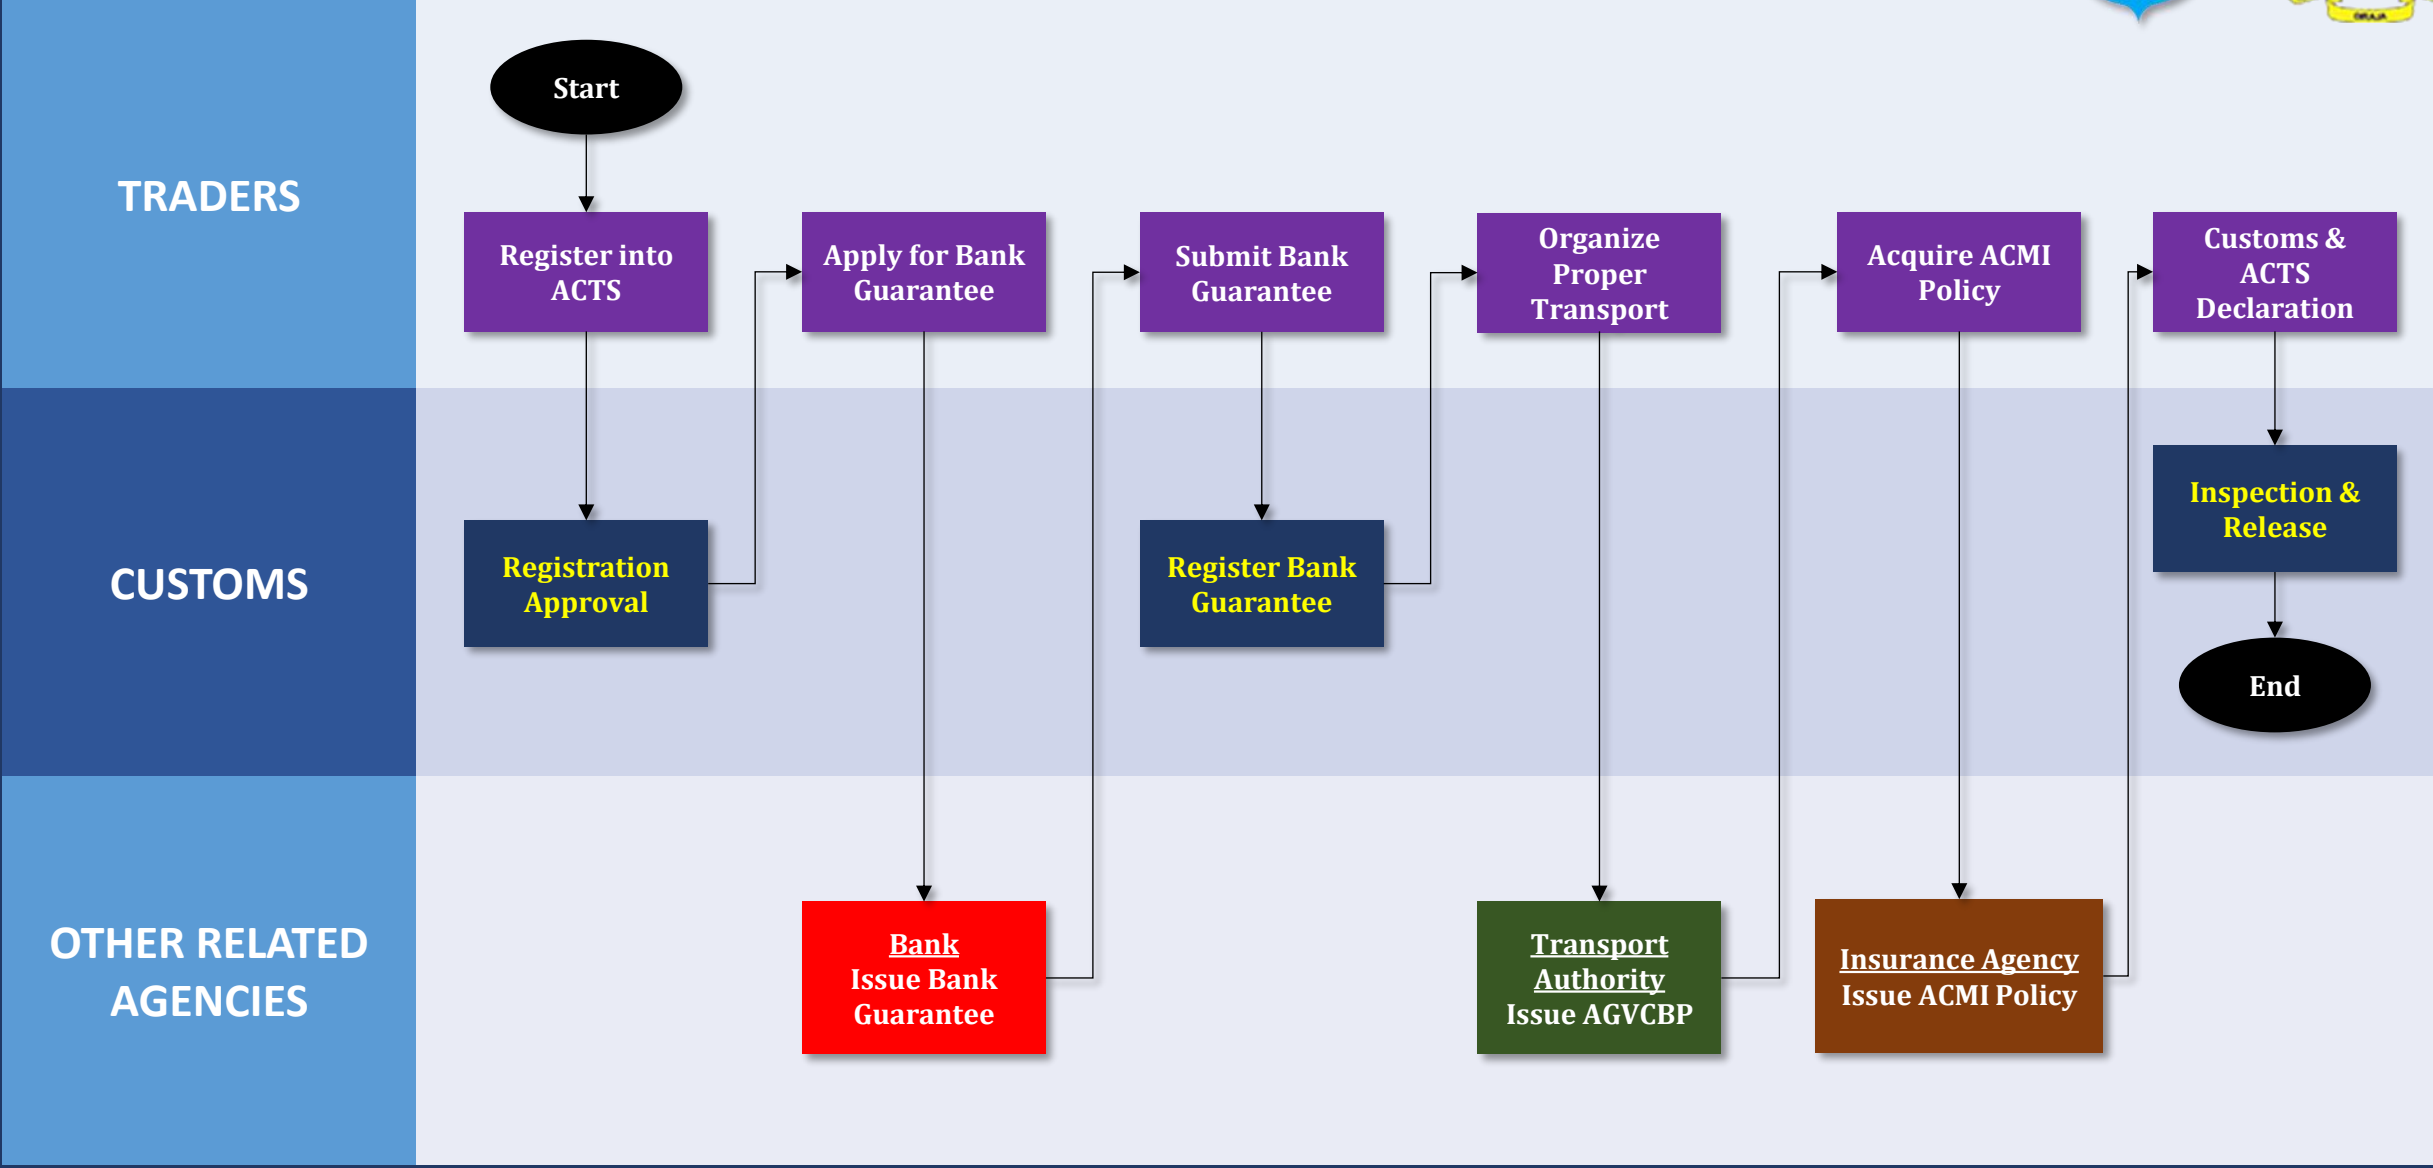 Start
TRADERS
Register into
ACTS
Apply for Bank
Guarantee
Submit Bank
Guarantee
Organize
Proper
Transport
Acquire ACMI
Policy
Customs &
ACTS
Declaration
CUSTOMS
Registration
Approval
Register Bank
Guarantee
Inspection &
Release
End
OTHER RELATED
AGENCIES
Bank
Issue Bank
Guarantee
Transport
Authority
Issue AGVCBP
Insurance Agency
Issue ACMI Policy